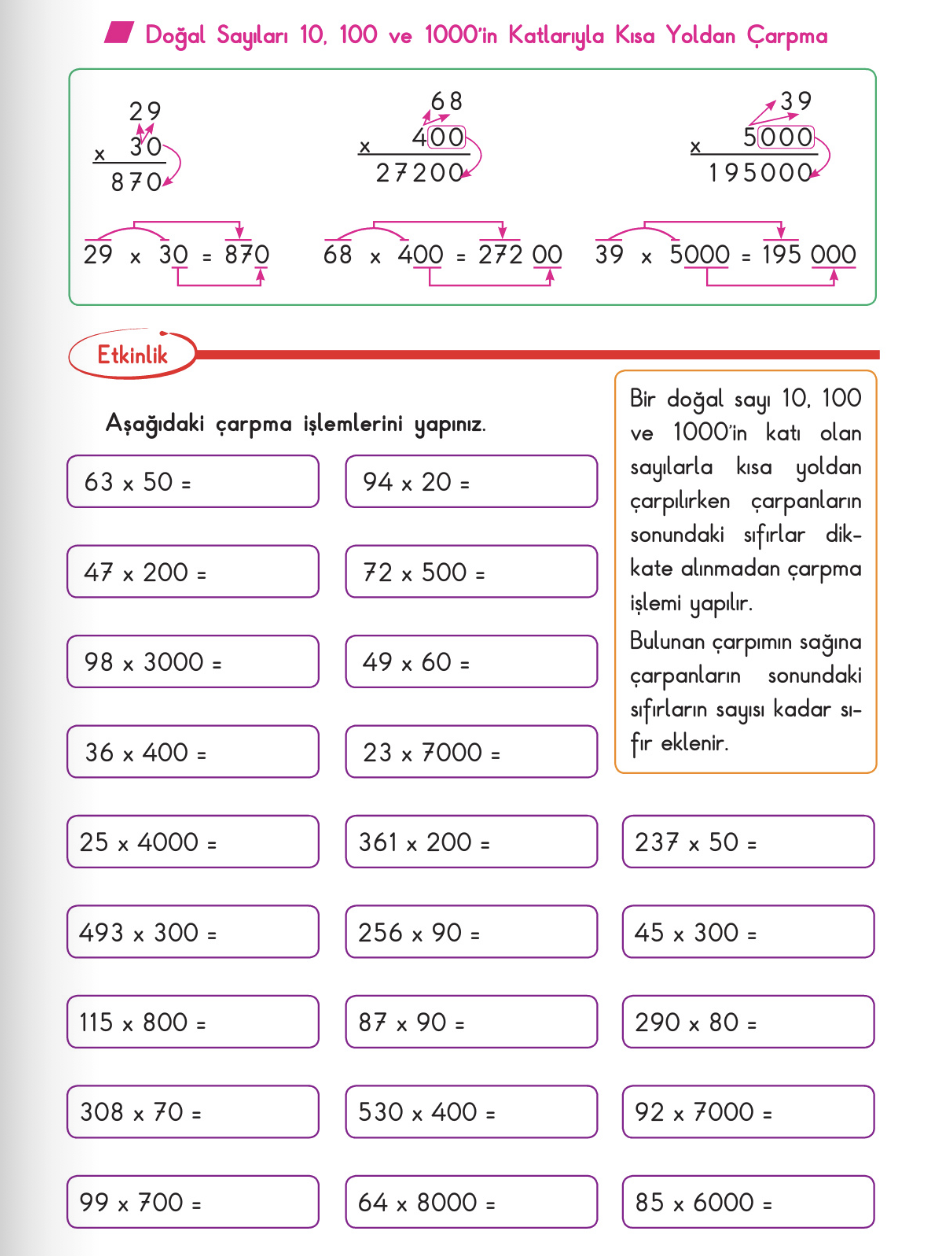 Doğal Sayıları 10, 100 ve 1000'in Katlarıyla Kısa Yoldan Çarpma
29
x 30
870
68
x 400
27200
39
x 5000
195000
29 x 30 = 870
68 x 400 = 272 00
39 x 5000 = 195 000
Etkinlik
Aşağıdaki çarpma işlemlerini yapınız.
Bir doğal sayı 10, 100
ve 1000'in katı olan
sayılarla kısa yoldan
çarpılırken çarpanların
sonundaki sıfırlar dik-
kate alınmadan çarpma
işlemi yapılır.
Bulunan çarpımın sağına
çarpanların sonundaki
sıfırların sayısı kadar sı-
fır eklenir.
63 x 50 =
94 x 20 =
47 x 200 =
72 x 500 =
98 x 3000 =
49 x 60 =
36 x 400 =
23 x 7000 =
25 x 4000 =
361 x 200 =
237 x 50 =
493 x 300 =
256 x 90 =
45 x 300 =
115 x 800 =
87 x 90 =
290 x 80 =
308 x 70 =
530 x 400 =
92 x 7000 =
99 x 700 =
64 x 8000 =
85 x 6000 =